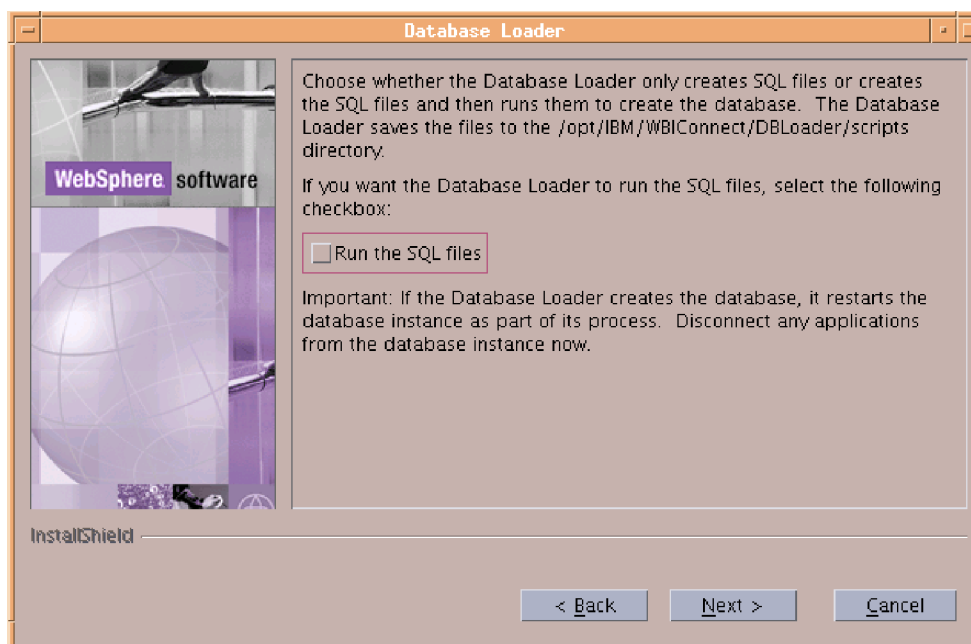 Database Loader
Choose whether the Database Loader only creates SQL files or creates
the SQL files and then runs them to create the database. The Database
Loader saves the files to the /opt/IBM/WBIConnect/DBLoader/scripts
directory.
WebSphere software
If you want the Database Loader to run the SQL files, select the following
checkbox:
Run the SQL files
Important: If the Database Loader creates the database, it restarts the
database instance as part of its process. Disconnect any applications
from the database instance now.
InstallShield
< Back Next > Cancel